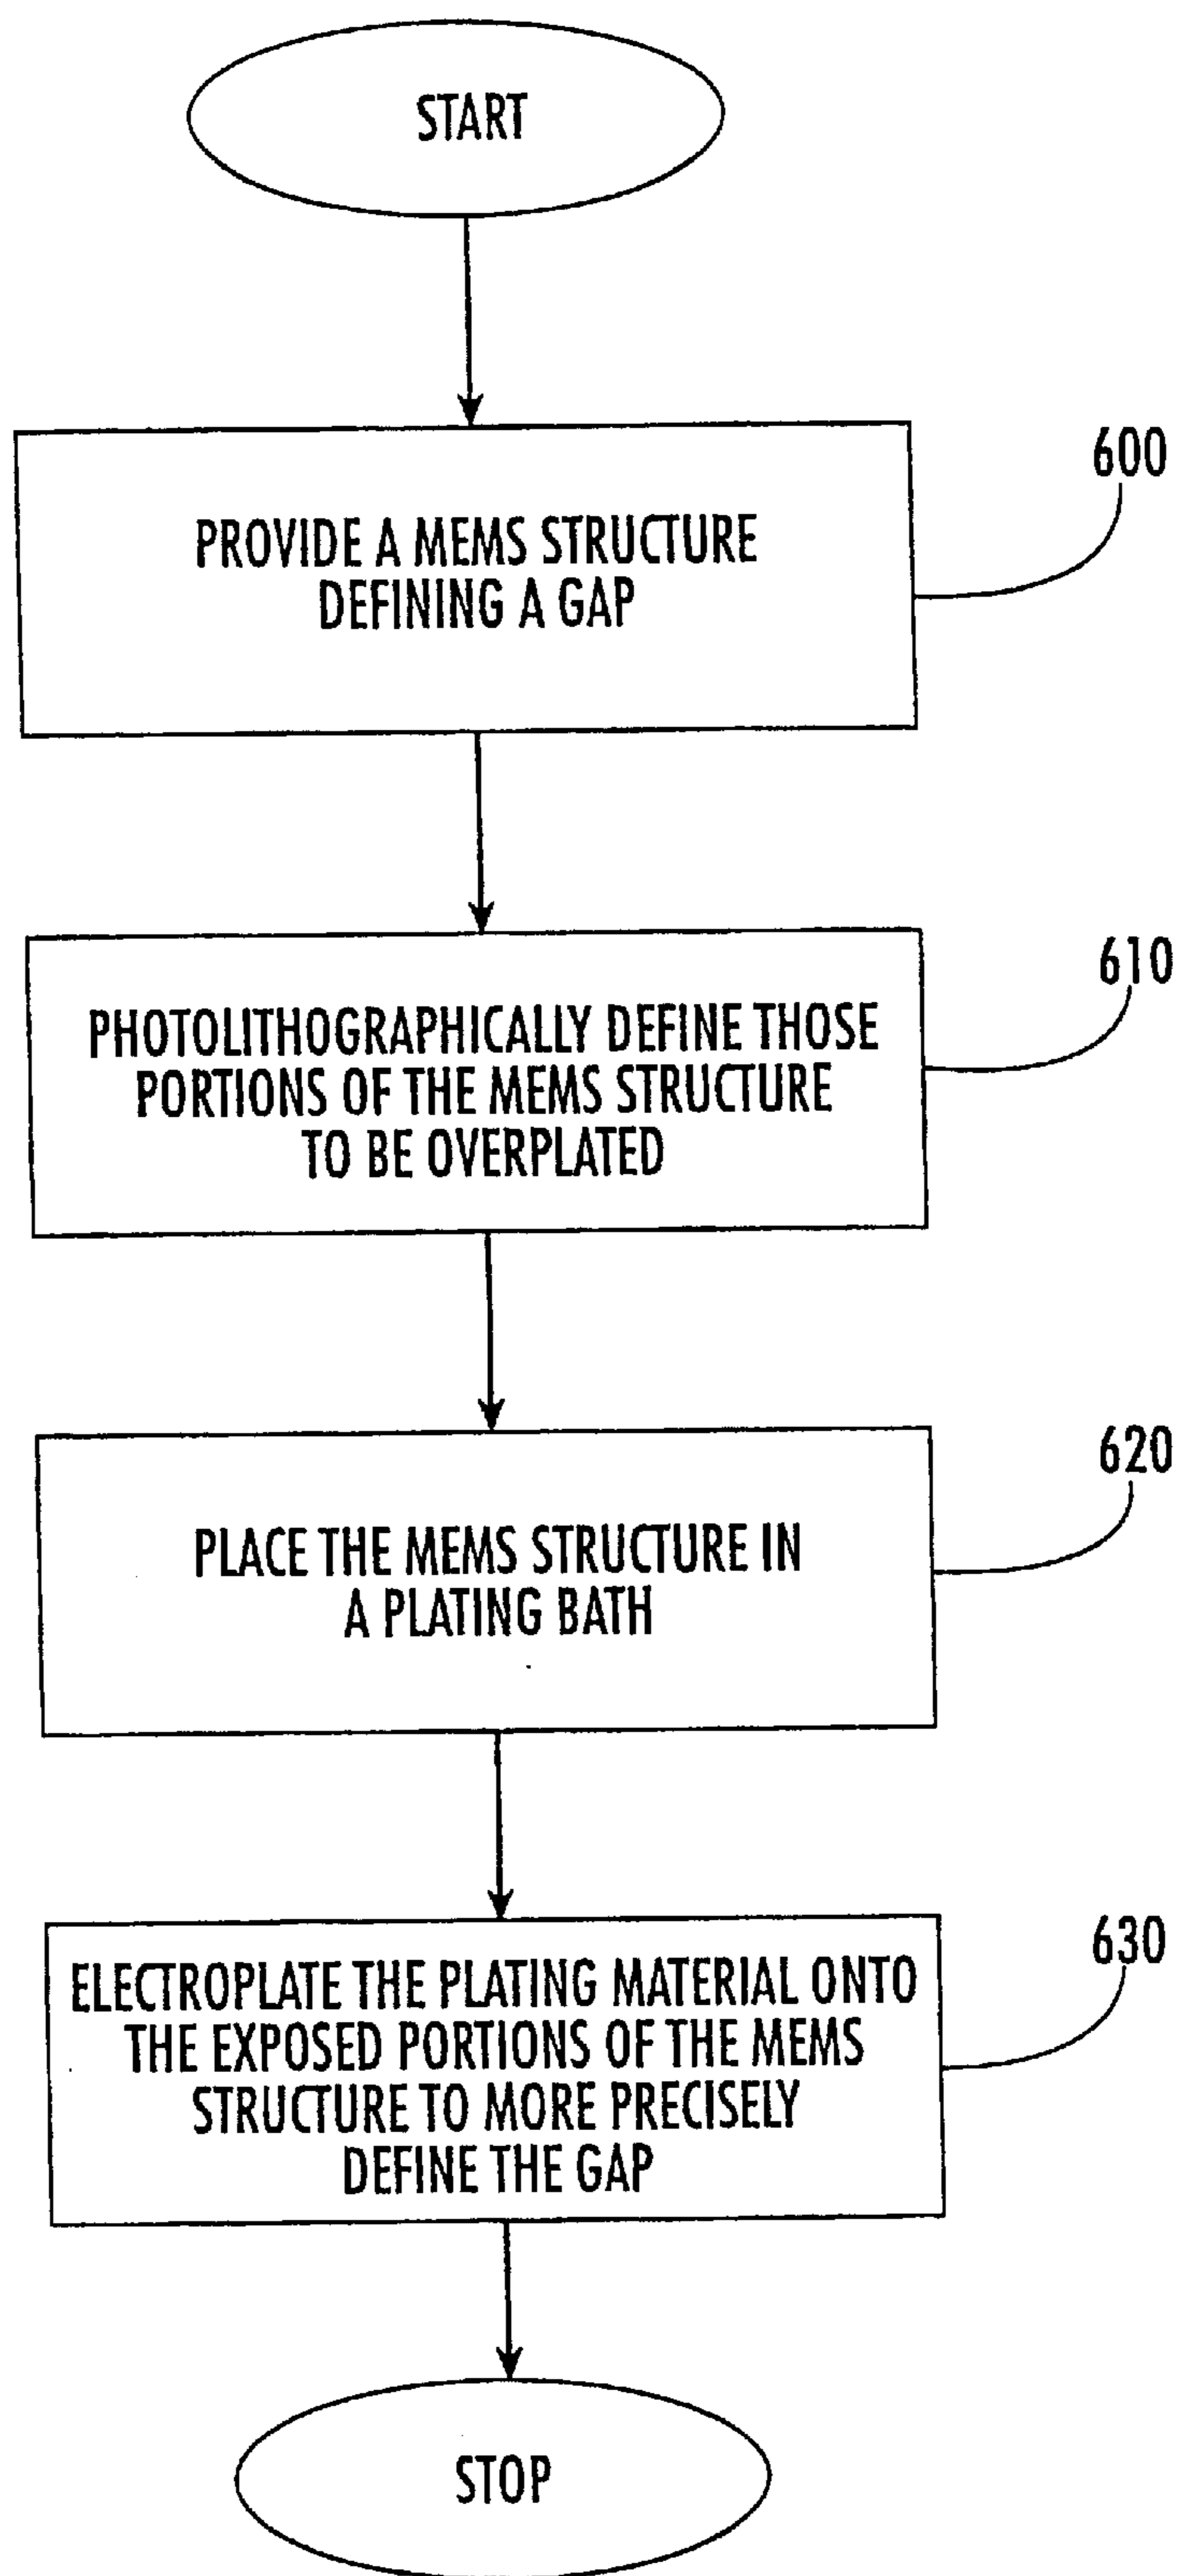 START
600
PROVIDE A MEMS STRUCTURE
DEFINING A GAP
610
PHOTOLITHOGRAPHICALLY DEFINE THOSE
PORTIONS OF THE MEMS STRUCTURE
TO BE OVERPLATED
620
PLACE THE MEMS STRUCTURE IN
A PLATING BATH
630
ELECTROPLATE THE PLATING MATERIAL ONTO
THE EXPOSED PORTIONS OF THE MEMS
STRUCTURE TO MORE PRECISELY
DEFINE THE GAP
STOP